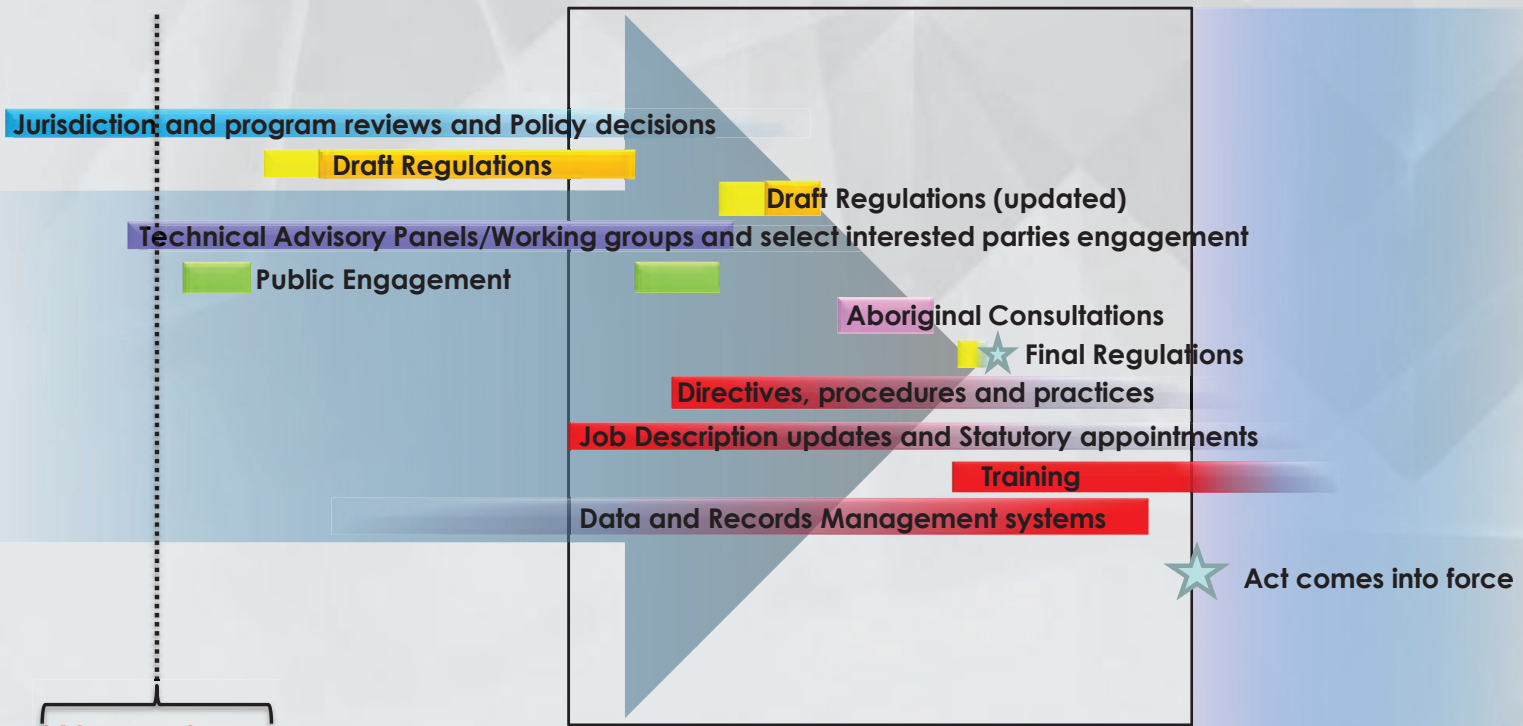 Jurisdiction and program reviews and Policy decisions
Draft Regulations
Draft Regulations (updated)
Technical Advisory Panels/Working groups and select interested parties engagement
Public Engagement
Aboriginal Consultations
Final Regulations
Directives, procedures and practices
Job Description updates and Statutory appointments
Training
Data and Records Management systems
Act comes into force